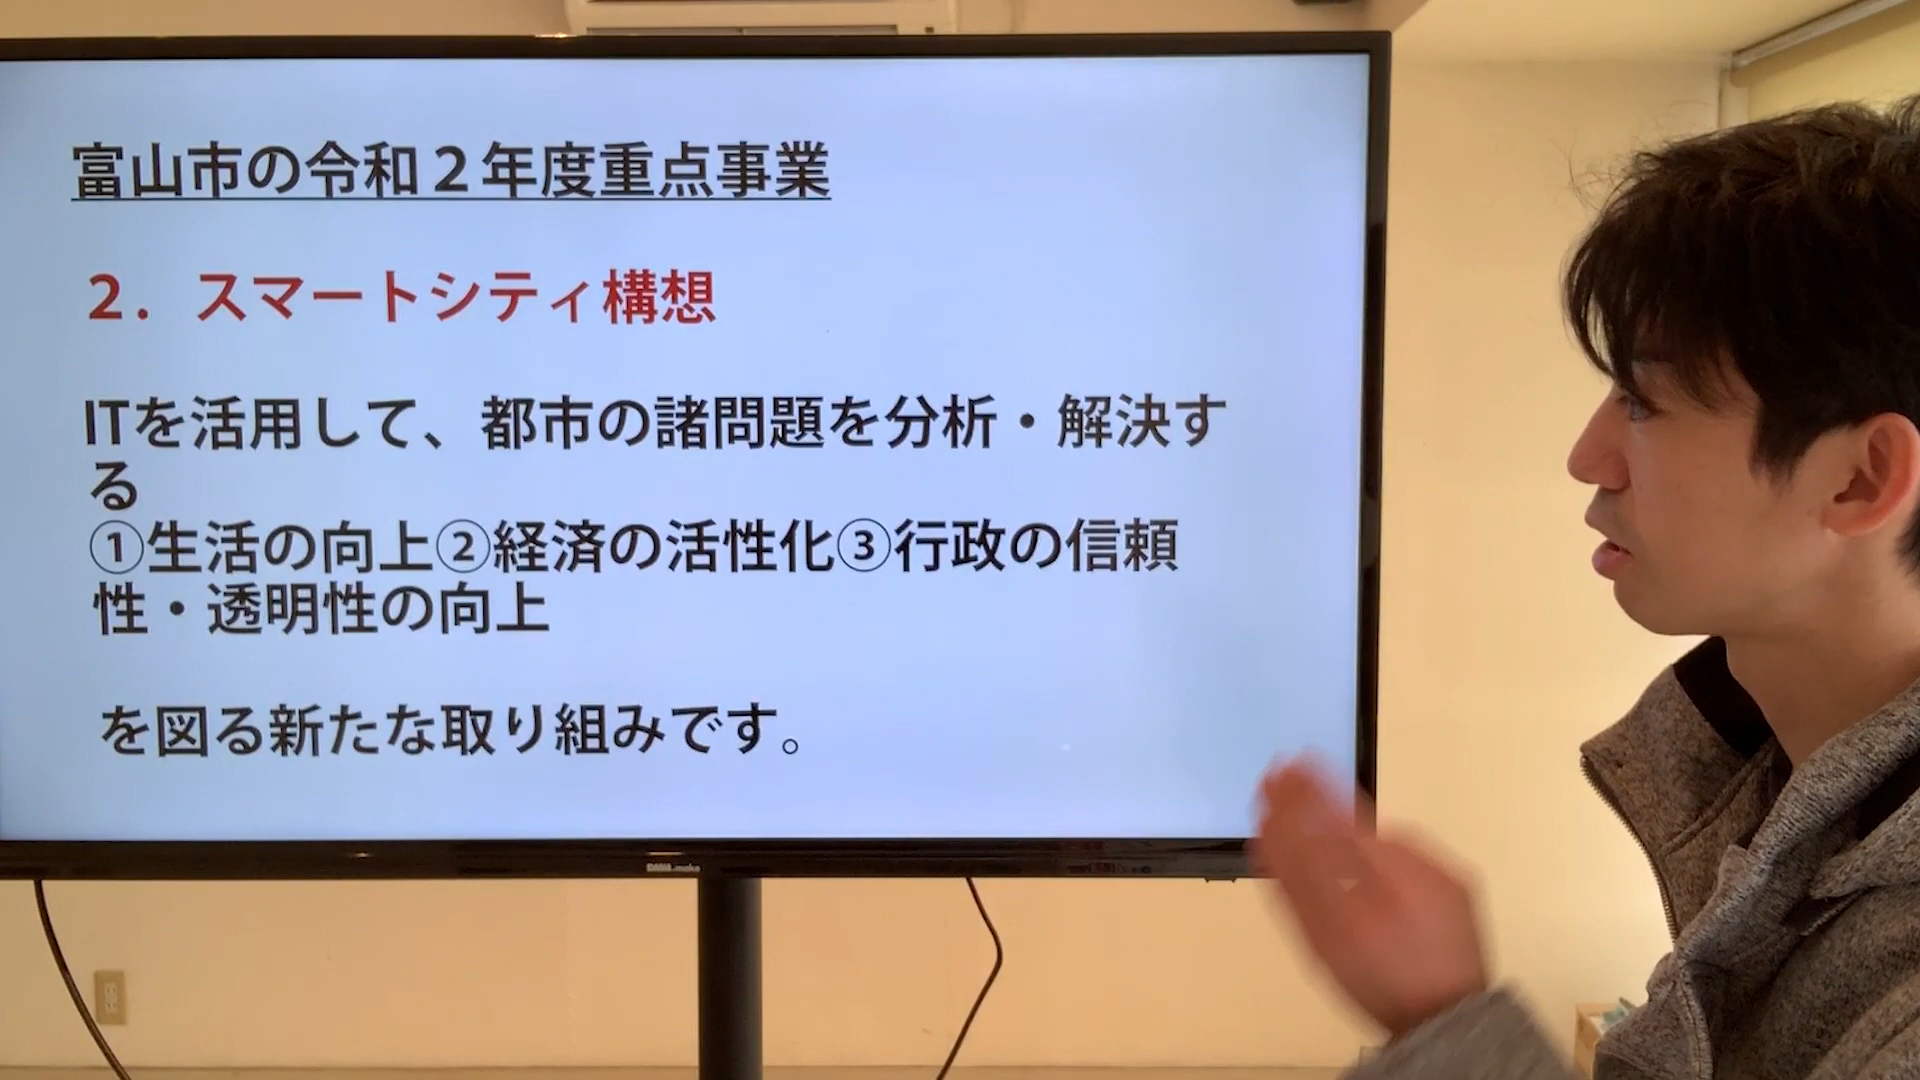 富山市の令和２年度重点事業
２．スマートシティ構想
ITを活用して、都市の諸問題を分析・解決す
る
①生活の向上②経済の活性化③行政の信頼
性・透明性の向上
を図る新たな取り組みです。